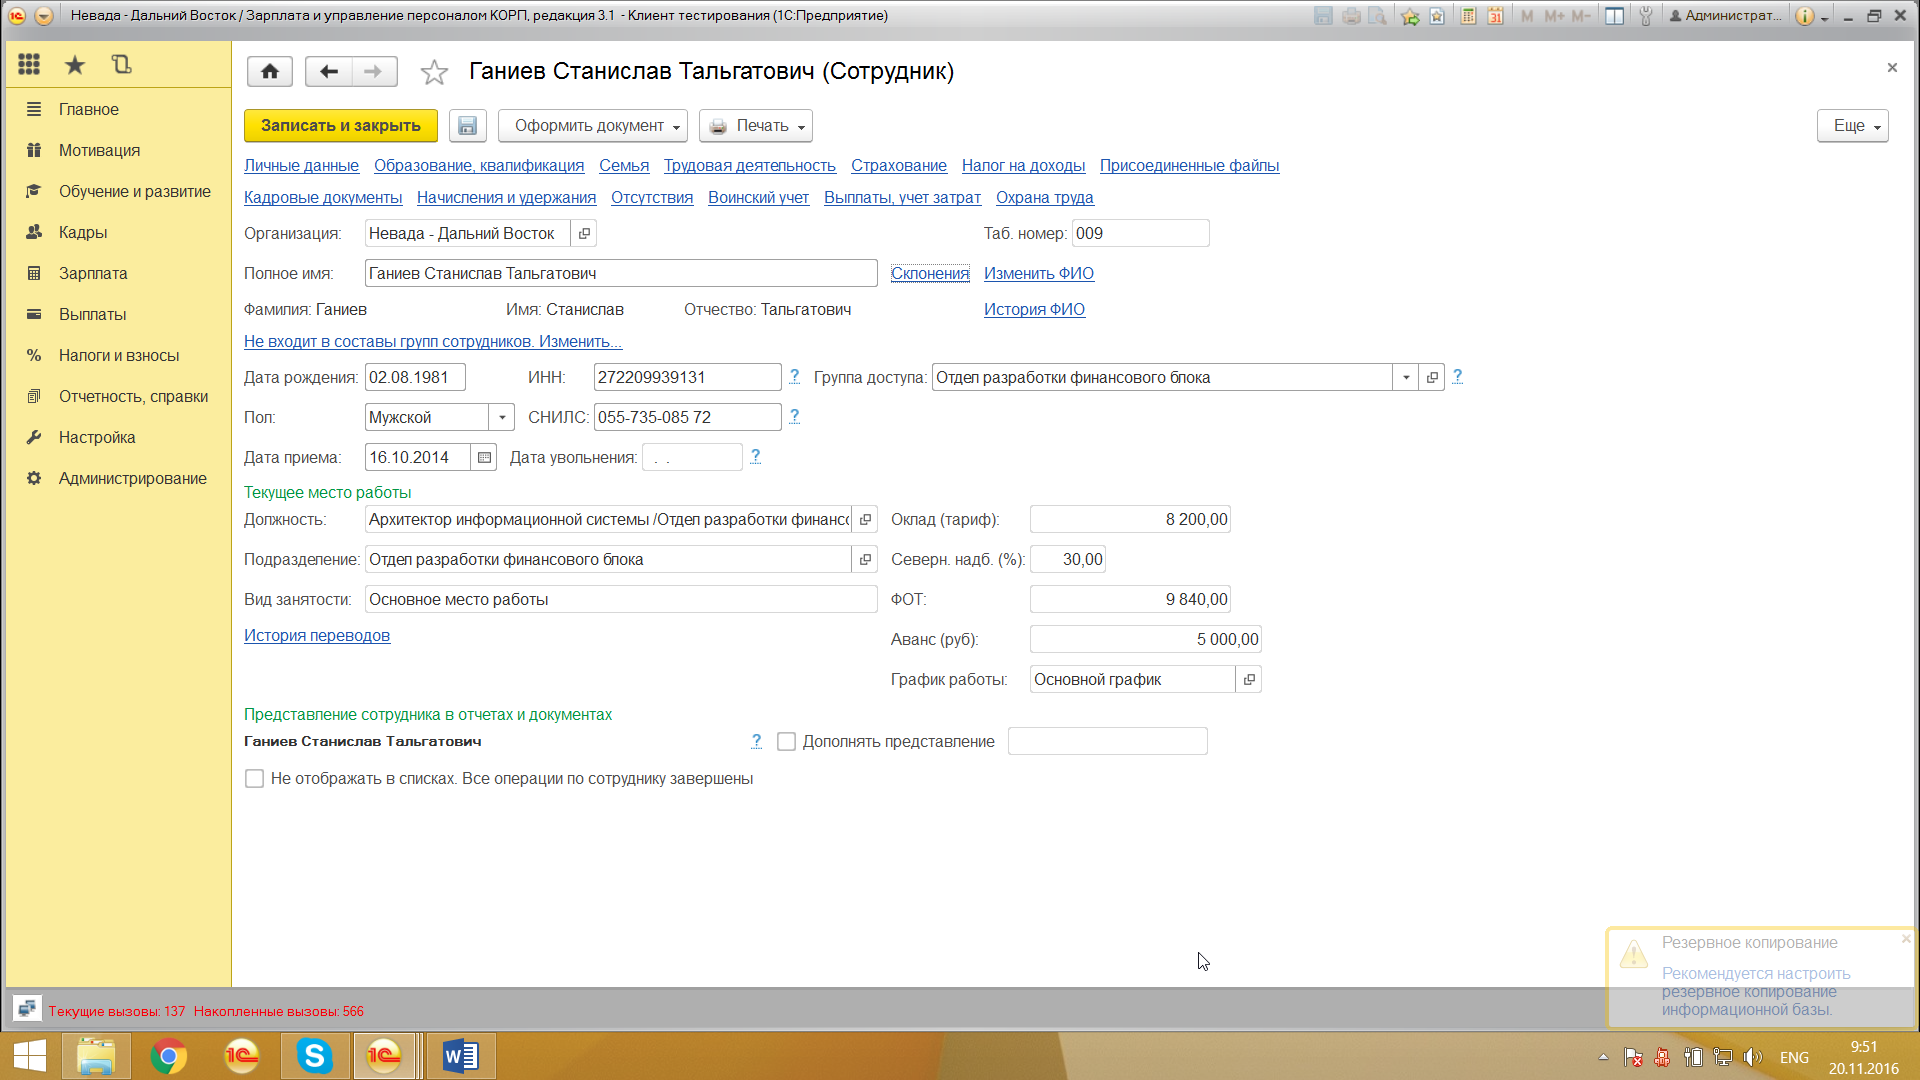 Невада - Дальний Восток / Зарплата и управление персоналом КОРП, редакция 3.1 - Клиент тестирования (1С:Предприятие)
M M+ M- Администрат...
Главное
Мотивация
Обучение и развитие
Кадры
Зарплата
Выплаты
Налоги и взносы
Отчетность, справки
Настройка
Администрирование
Ганиев Станислав Тальгатович (Сотрудник)
Записать и закрыть Оформить документ Печать Еще
Личные данные Образование, квалификация Семья Трудовая деятельность Страхование Налог на доходы Присоединенные файлы
Кадровые документы Начисления и удержания Отсутствия Воинский учет Выплаты, учет затрат Охрана труда
Организация: Невада - Дальний Восток Таб. номер: 009
Полное имя: Ганиев Станислав Тальгатович Склонения Изменить ФИО
Фамилия: Ганиев Имя: Станислав Отчество: Тальгатович История ФИО
Не входит в составы групп сотрудников. Изменить...
Дата рождения: 02.08.1981 ИНН: 272209939131 ? Группа доступа: Отдел разработки финансового блока ?
Пол: Мужской СНИЛС: 055-735-085 72 ?
Дата приема: 16.10.2014 Дата увольнения: . . ?
Текущее место работы
Должность: Архитектор информационной системы /Отдел разработки финансо Оклад (тариф): 8 200,00
Подразделение: Отдел разработки финансового блока Северн. надб. (%): 30,00
Вид занятости: Основное место работы ФОТ: 9 840,00
История переводов Аванс (руб): 5 000,00
График работы: Основной график
Представление сотрудника в отчетах и документах
Ганиев Станислав Тальгатович ? Дополнять представление
Не отображать в списках. Все операции по сотруднику завершены
Резервное копирование
Рекомендуется настроить
резервное копирование
информационной базы.
Текущие вызовы: 137 Накопленные вызовы: 566
ENG
9:51
20.11.2016